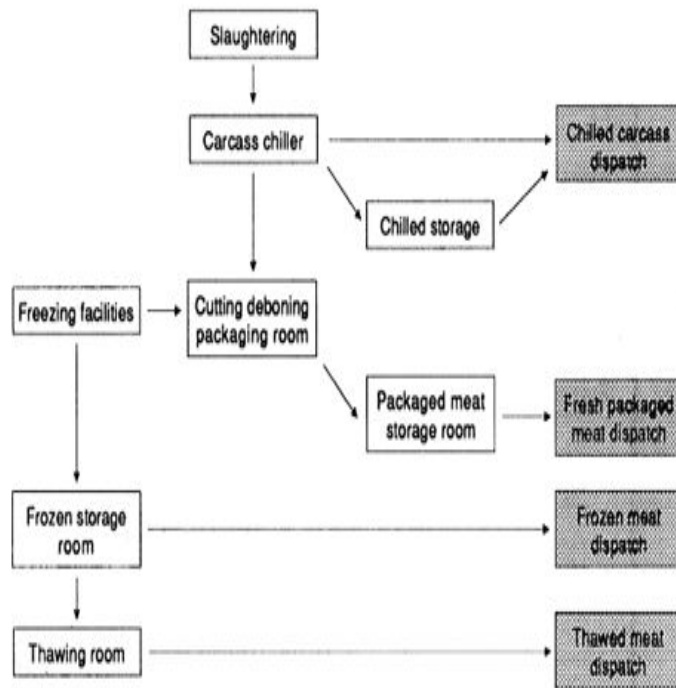 Slaughtering
Carcass chiller
Chilled carcass
dispatch
Chilled storage
Freezing facilities
Cutting deboning
packaging room
Packaged meat
storage room
Fresh packaged
meat dispatch
Frozen storage
room
Frozen meat
dispatch
Thawing room
Thawed meat
dispatch